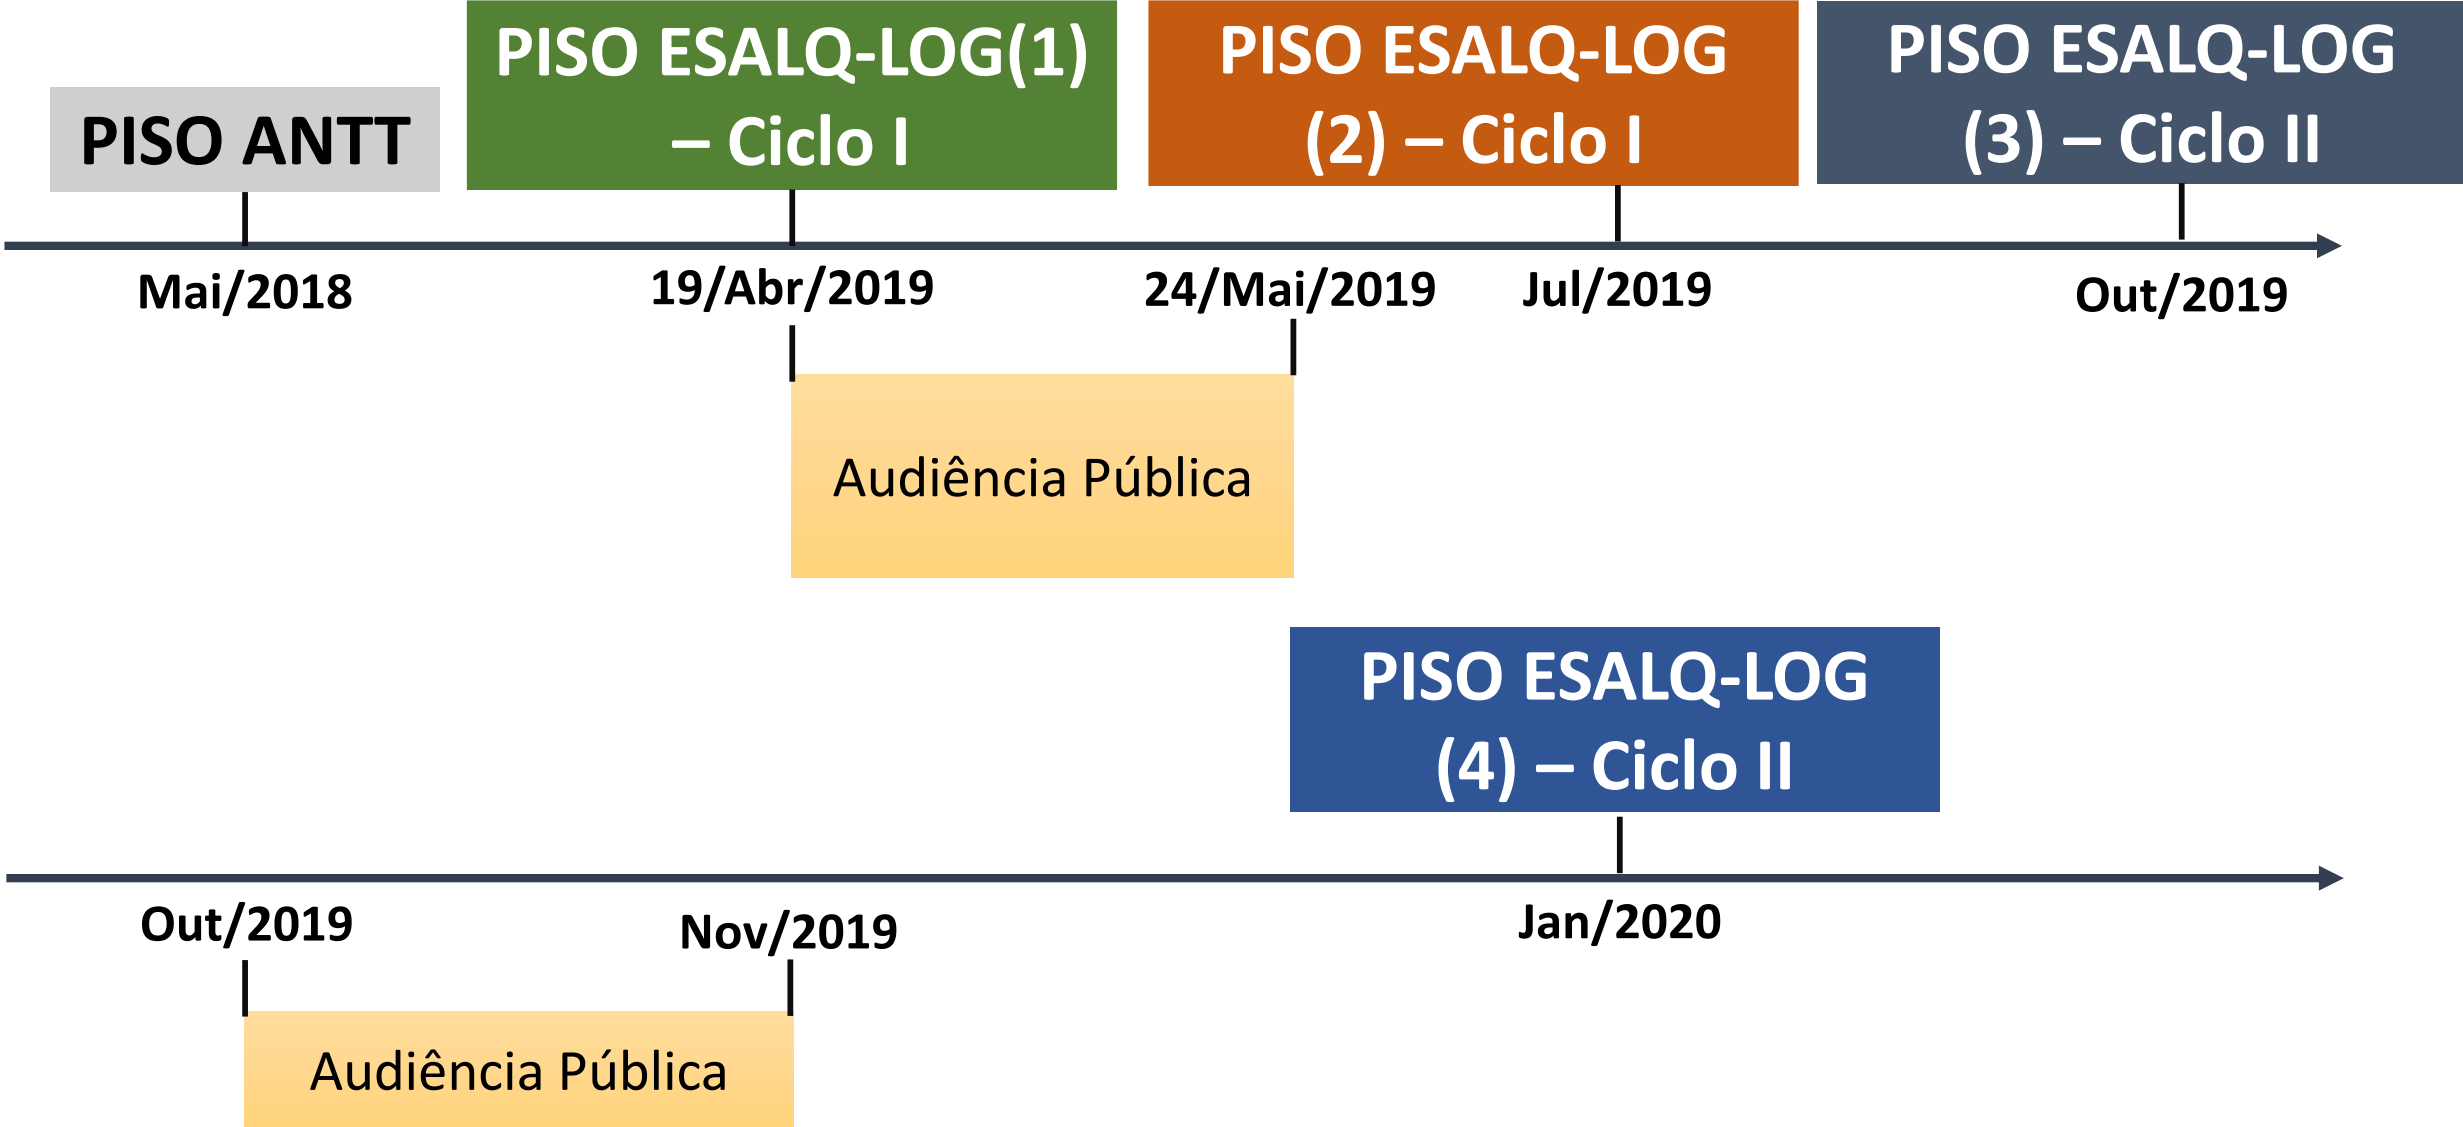 PISO ANTT
PISO ESALQ-LOG(1)
– Ciclo I
PISO ESALQ-LOG
(2) – Ciclo I
PISO ESALQ-LOG
(3) – Ciclo II
Mai/2018
19/Abr/2019
24/Mai/2019
Jul/2019
Out/2019
Audiência Pública
PISO ESALQ-LOG
(4) – Ciclo II
Out/2019
Nov/2019
Jan/2020
Audiência Pública